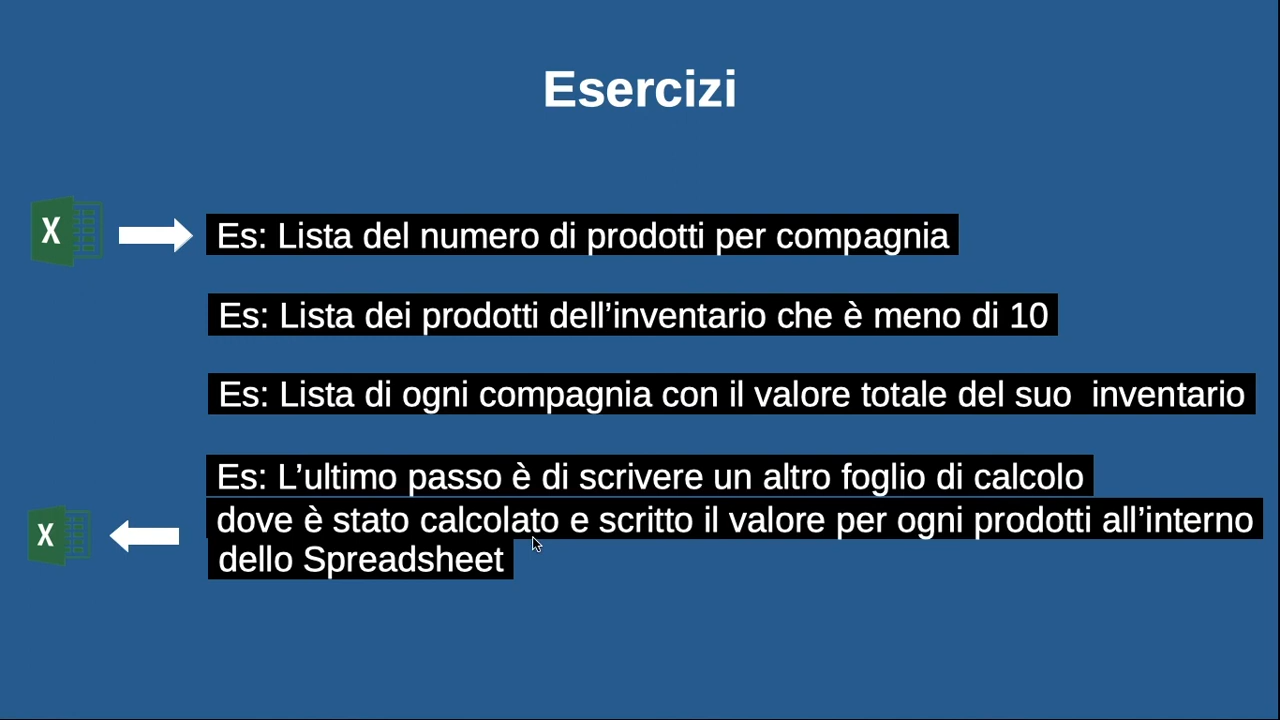 Esercizi
X
Es: Lista del numero di prodotti per compagnia
Es: Lista dei prodotti dell’inventario che è meno di 10
Es: Lista di ogni compagnia con il valore totale del suo  inventario
Es: L’ultimo passo è di scrivere un altro foglio di calcolo
X
dove è stato calcolato e scritto il valore per ogni prodotti all’interno
dello Spreadsheet